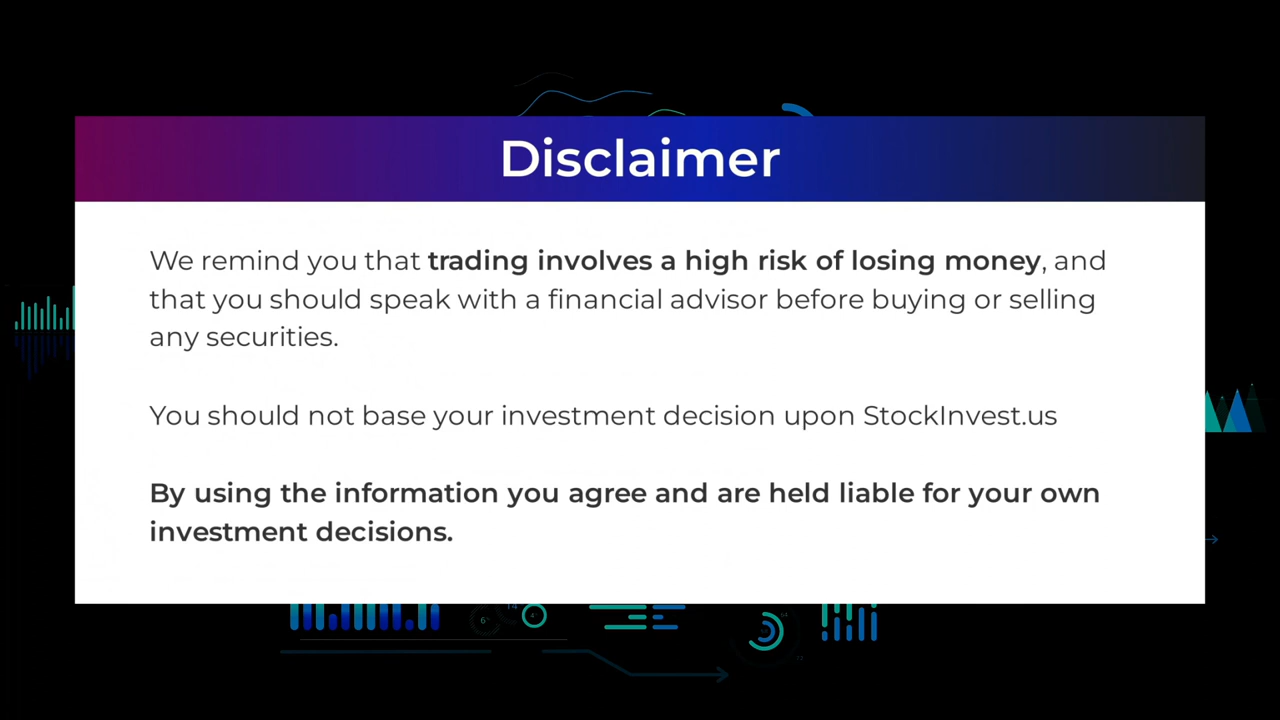 Disclaimer
We remind you that trading involves a high risk of losing money, and
that you should speak with a financial advisor before buying or selling
any securities.
You should not base your investment decision upon StockInvest.us
By using the information you agree and are held liable for your own
investment decisions.